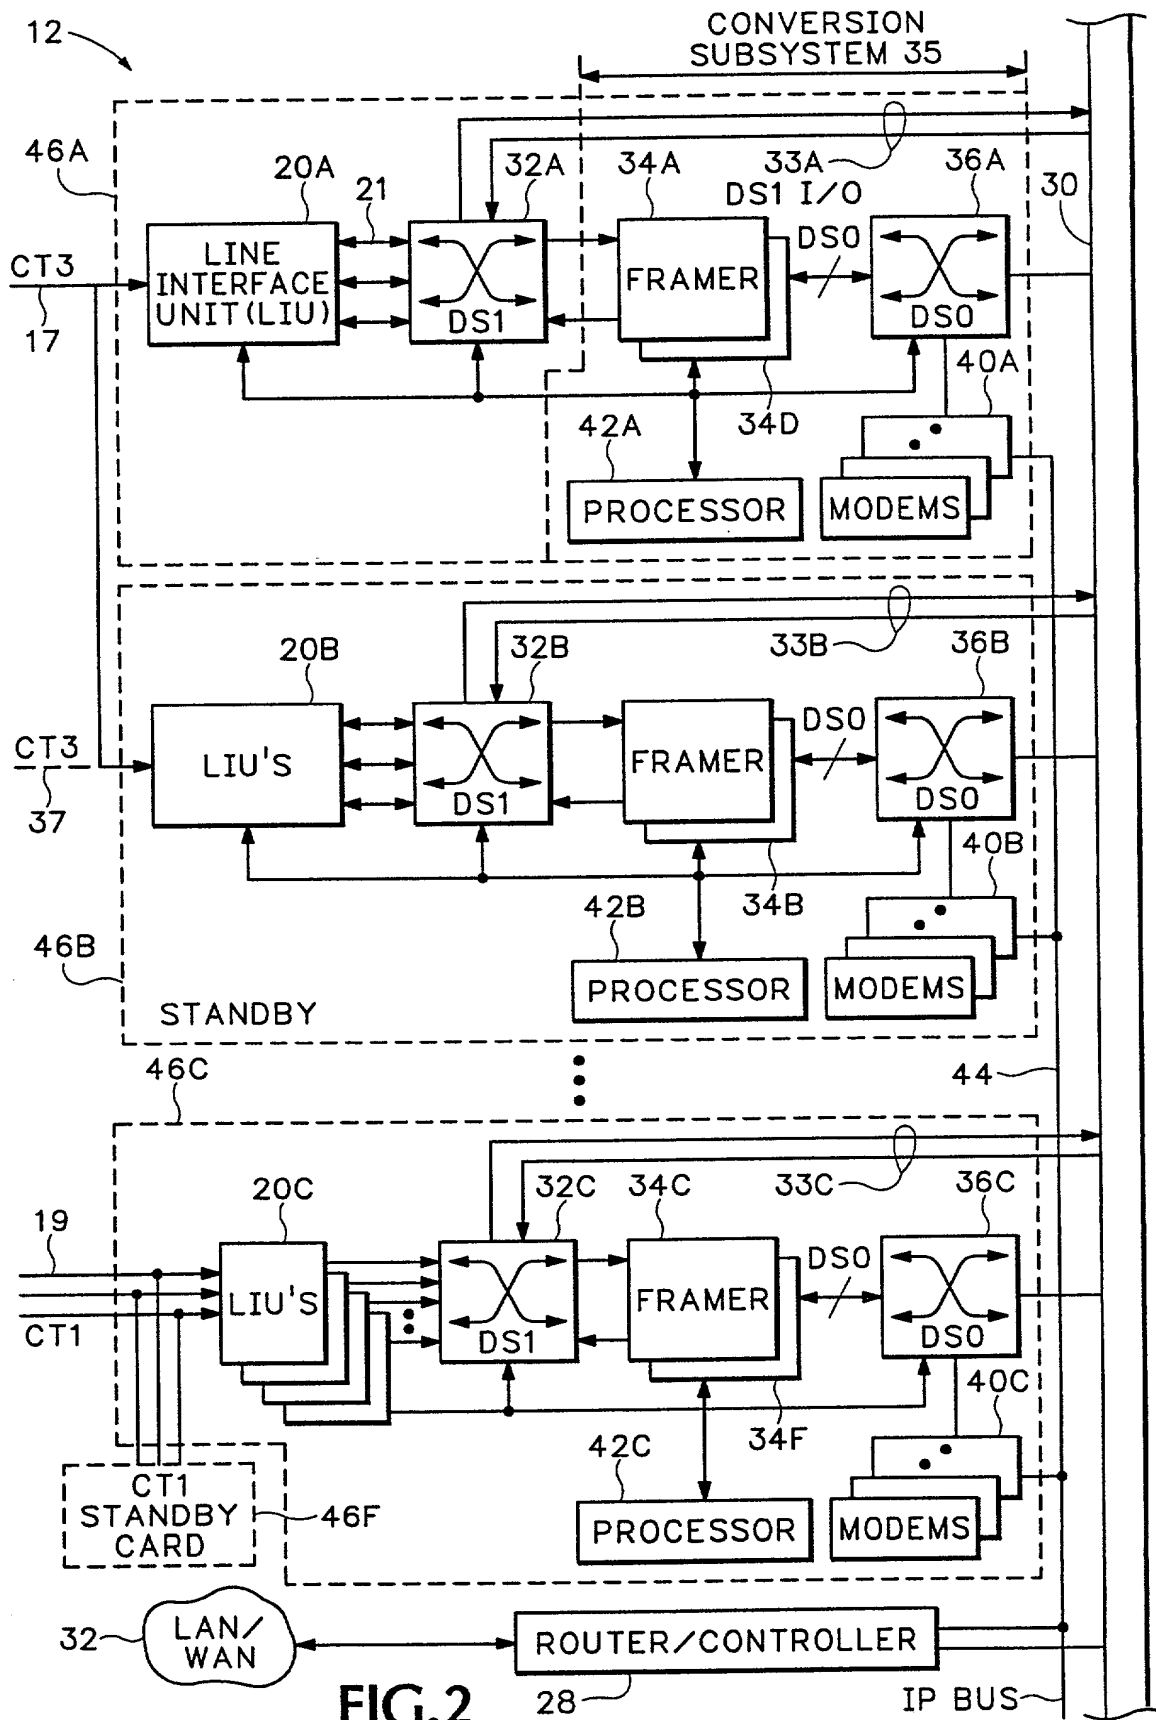 12
CONVERSION
SUBSYSTEM 35
46A
20A
21
32A
34A
33A
36A
30
DS1 I/O
CT3
17
LINE
INTERFACE
UNIT(LIU)
DS1
FRAMER
DS0
DS0
40A
34D
42A
PROCESSOR
MODEMS
20B
32B
33B
36B
CT3
37
LIU'S
DS1
FRAMER
DS0
DS0
40B
34B
42B
46B
PROCESSOR
MODEMS
STANDBY
46C
44
19
20C
32C
34C
33C
36C
CT1
LIU'S
DS1
FRAMER
DS0
DS0
40C
34F
42C
CT1
STANDBY
CARD
46F
PROCESSOR
MODEMS
32
LAN/
WAN
ROUTER/CONTROLLER
28
IP BUS
FIG.2